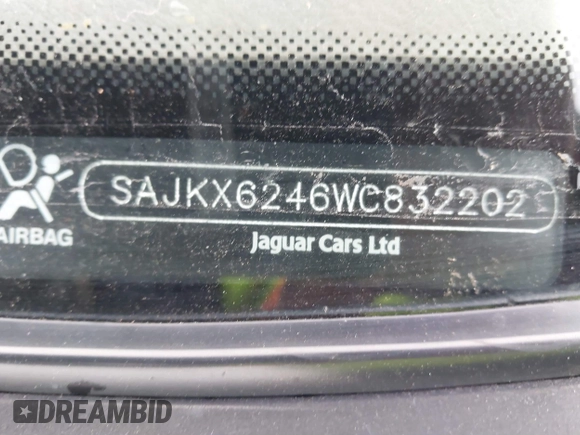 SAJKX6246WC832202
AIRBAG
Jaguar Cars Ltd
DREAMBID